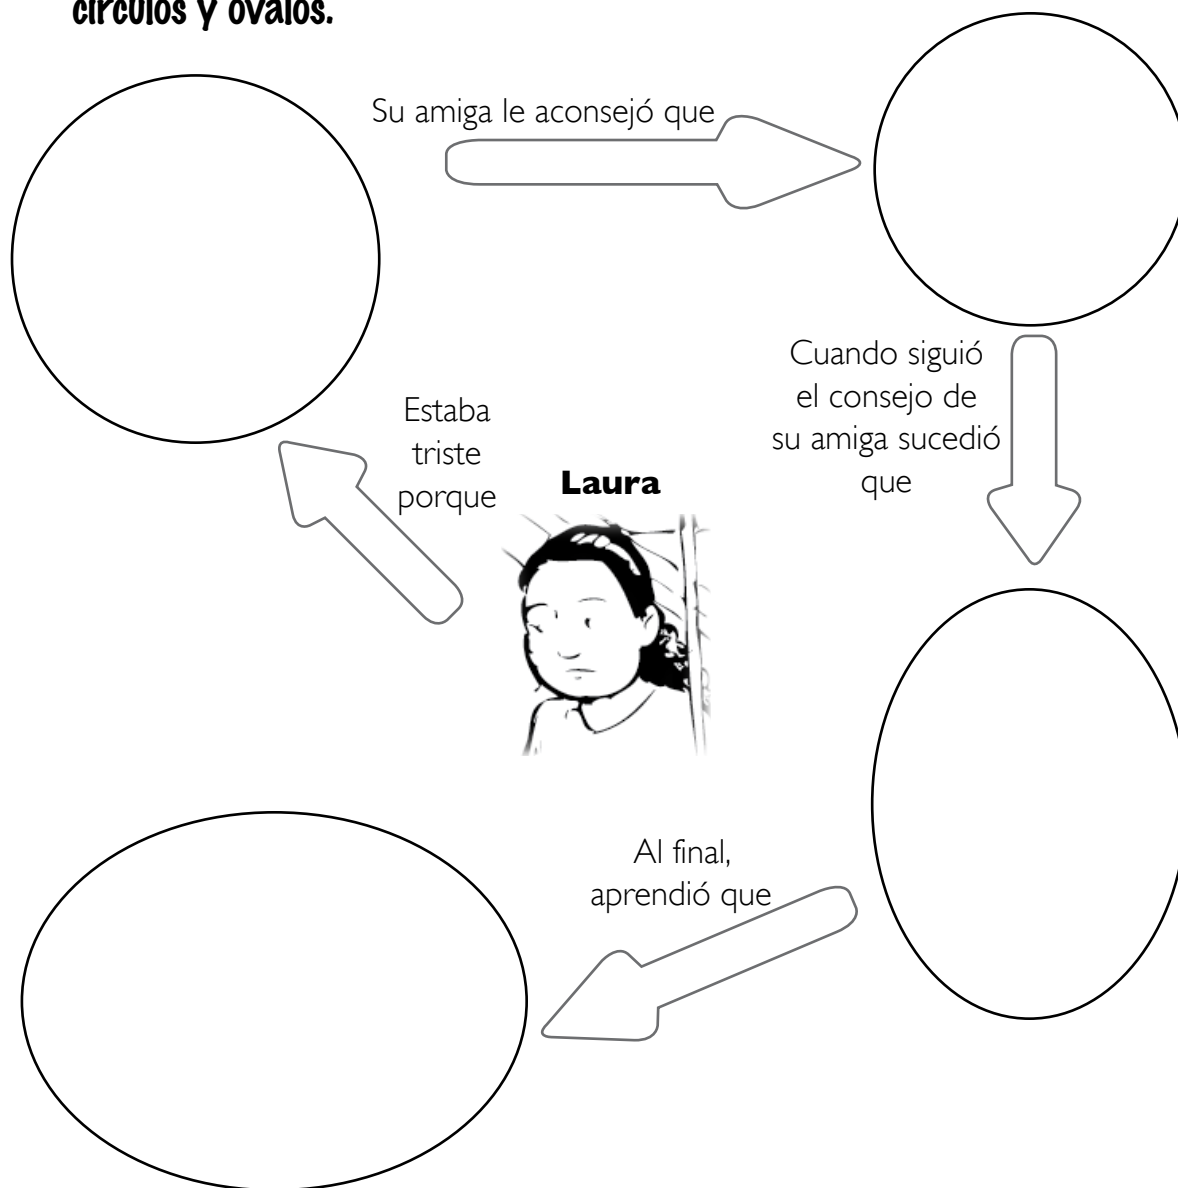 círculos y óvalos.
Su amiga le aconsejó que
Cuando siguió
el consejo de
su amiga sucedió
que
Estaba
triste
porque
Laura
Al final,
aprendió que